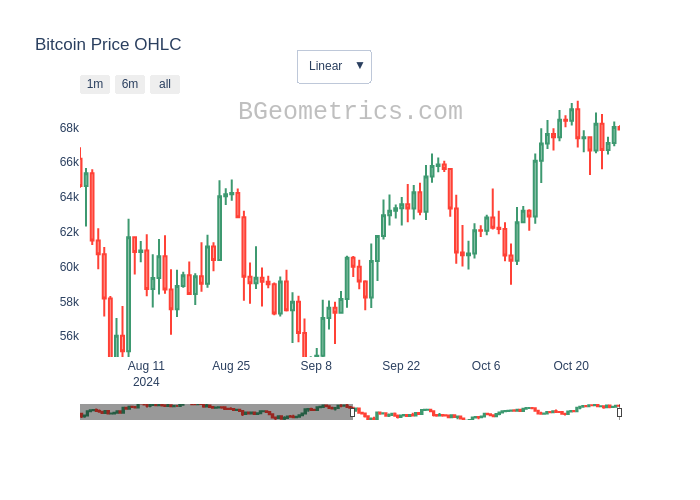 Bitcoin Price OHLC
Linear ▼
1m 6m all
BGeometrics.com
68k
66k
64k
62k
60k
58k
56k
Aug 11 Aug 25 Sep 8 Sep 22 Oct 6 Oct 20
2024